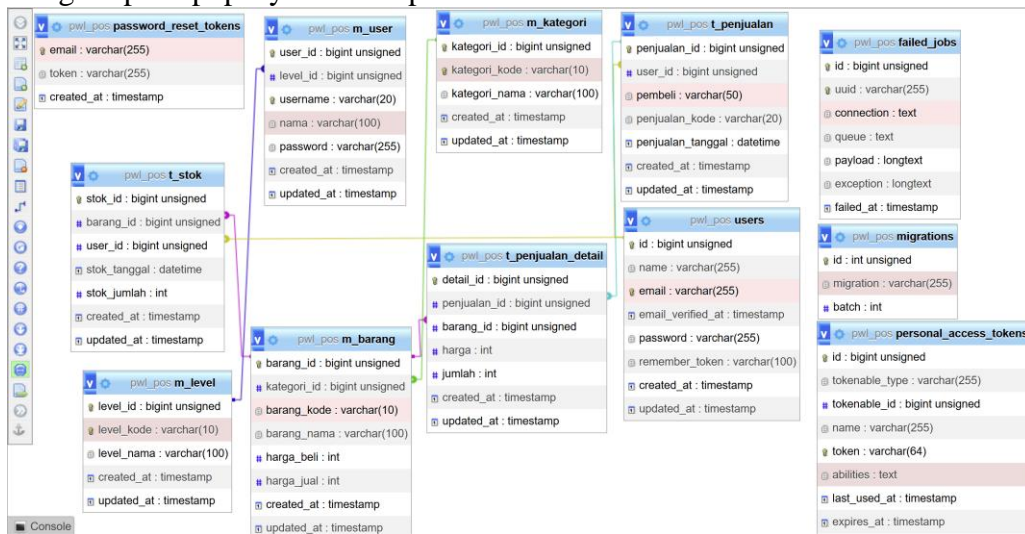 pwl_pos password_reset_tokens
email : varchar(255)
token : varchar(255)
created_at : timestamp
pwl_pos m_user
user_id : bigint unsigned
level_id : bigint unsigned
username : varchar(20)
nama : varchar(100)
password : varchar(255)
created_at : timestamp
updated_at : timestamp
pwl_pos m_kategori
kategori_id : bigint unsigned
kategori_kode : varchar(10)
kategori_nama : varchar(100)
created_at : timestamp
updated_at : timestamp
pwl_pos t_penjualan
penjualan_id : bigint unsigned
user_id : bigint unsigned
pembeli : varchar(50)
penjualan_kode : varchar(20)
penjualan_tanggal : datetime
created_at : timestamp
updated_at : timestamp
pwl_pos failed_jobs
id : bigint unsigned
uuid : varchar(255)
connection : text
queue : text
payload : longtext
exception : longtext
failed_at : timestamp
pwl_pos t_stok
stok_id : bigint unsigned
barang_id : bigint unsigned
user_id : bigint unsigned
stok_tanggal : datetime
stok_jumlah : int
created_at : timestamp
updated_at : timestamp
pwl_pos users
id : bigint unsigned
name : varchar(255)
email : varchar(255)
email_verified_at : timestamp
password : varchar(255)
remember_token : varchar(100)
created_at : timestamp
updated_at : timestamp
pwl_pos migrations
id : int unsigned
migration : varchar(255)
batch : int
pwl_pos t_penjualan_detail
detail_id : bigint unsigned
penjualan_id : bigint unsigned
barang_id : bigint unsigned
harga : int
jumlah : int
created_at : timestamp
updated_at : timestamp
pwl_pos m_barang
barang_id : bigint unsigned
kategori_id : bigint unsigned
barang_kode : varchar(10)
barang_nama : varchar(100)
harga_beli : int
harga_jual : int
created_at : timestamp
updated_at : timestamp
pwl_pos m_level
level_id : bigint unsigned
level_kode : varchar(10)
level_nama : varchar(100)
created_at : timestamp
updated_at : timestamp
pwl_pos personal_access_tokens
id : bigint unsigned
tokenable_type : varchar(255)
tokenable_id : bigint unsigned
name : varchar(255)
token : varchar(64)
abilities : text
last_used_at : timestamp
expires_at : timestamp
Console